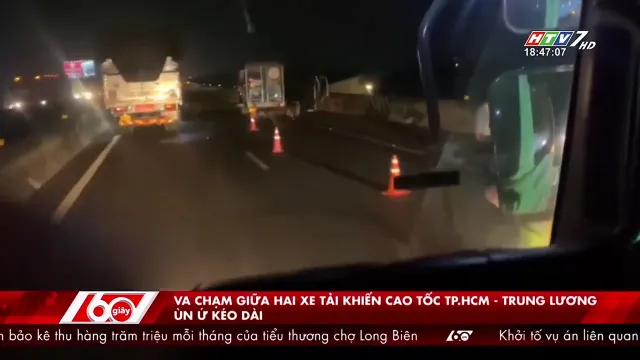 HTV7 HD
18:47:07
60 giây
VA CHẠM GIỮA HAI XE TẢI KHIẾN CAO TỐC TP.HCM - TRUNG LƯƠNG
ÙN Ứ KÉO DÀI
n bảo kê thu hàng trăm triệu mỗi tháng của tiểu thương chợ Long Biên 60 Khởi tố vụ án liên quan